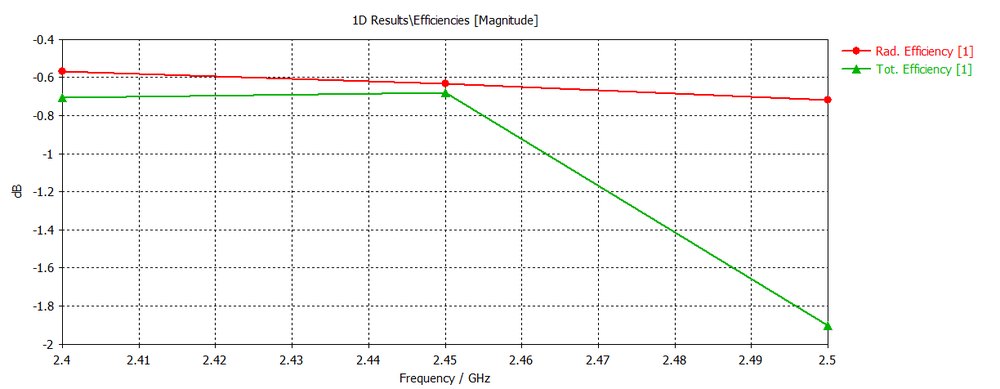 1D Results\Efficiencies [Magnitude]
-0.4
-0.6
-0.8
-1
-1.2
-1.4
-1.6
-1.8
-2
dB
2.4 2.41 2.42 2.43 2.44 2.45 2.46 2.47 2.48 2.49 2.5
Frequency / GHz
Rad. Efficiency [1]
Tot. Efficiency [1]